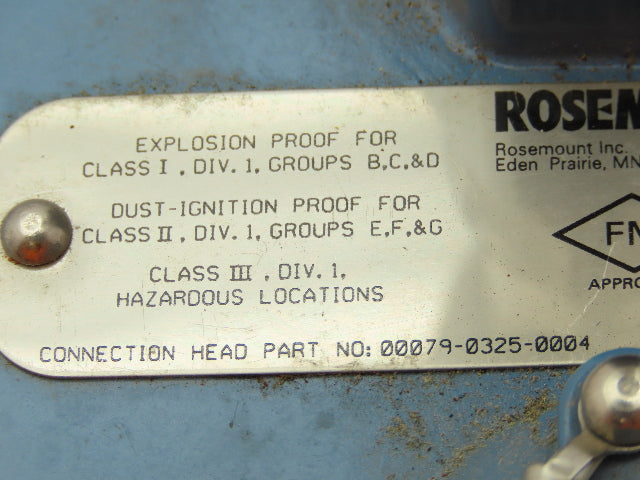 EXPLOSION PROOF FOR
CLASS I, DIV. 1, GROUPS B,C,&D
DUST-IGNITION PROOF FOR
CLASS II, DIV. 1, GROUPS E,F,&G
CLASS III, DIV. 1,
HAZARDOUS LOCATIONS
CONNECTION HEAD PART NO: 00079-0325-0004
ROSEM
Rosemount Inc.
Eden Prairie, MN
FM
APPRO